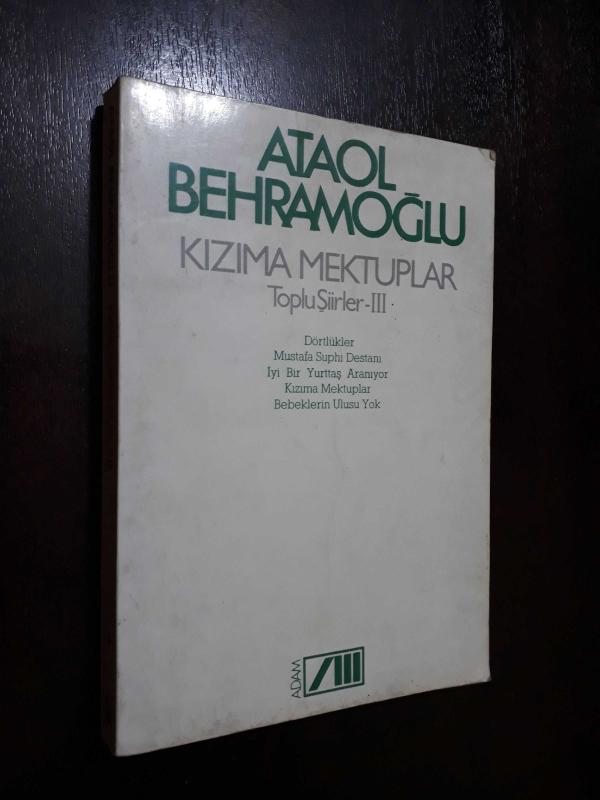 ATAOL
BEHRAMOĞLU
KIZIMA MEKTUPLAR
Toplu Şiirler-III
Dörtlükler
Mustafa Suphi Destanı
İyi Bir Yurttaş Aranıyor
Kızıma Mektuplar
Bebeklerin Ulusu Yok
ADAM